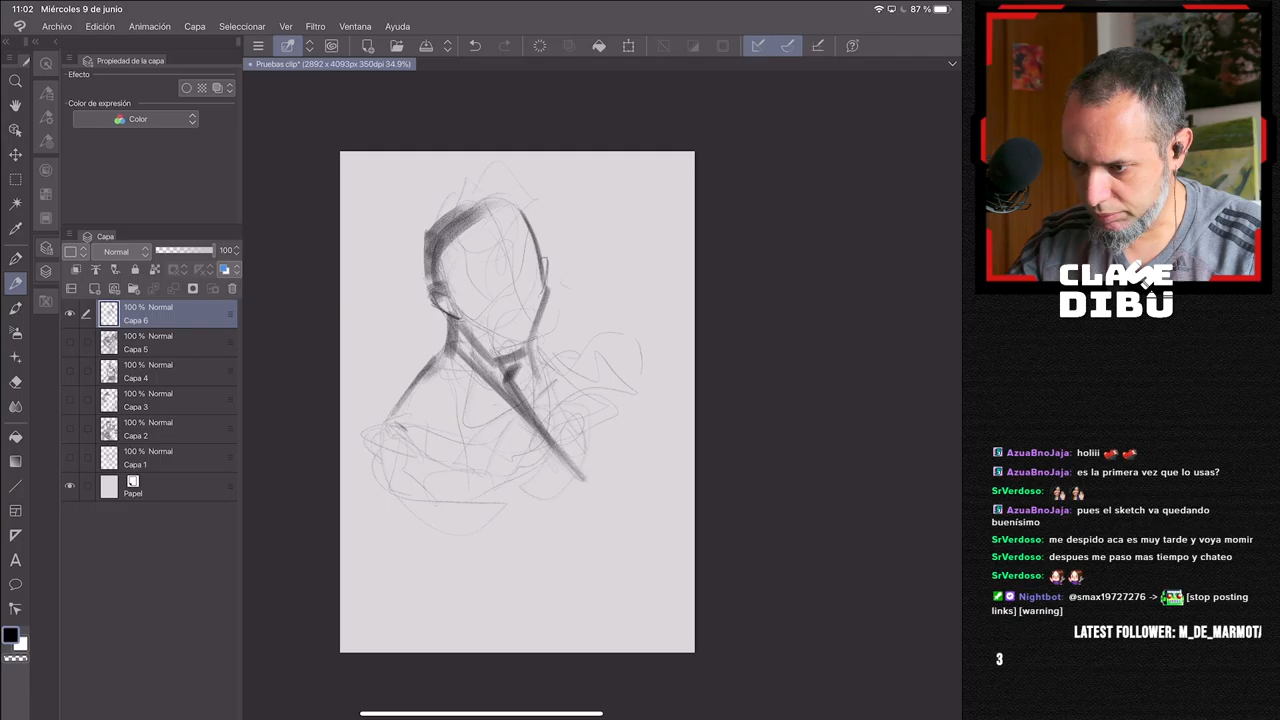 11:02 Miércoles 9 de junio
87 %
Archivo Edición Animación Capa Seleccionar Ver Filtro Ventana Ayuda
Pruebas clip* (2892 x 4093px 350dpi 34.9%)
Propiedad de la capa
Efecto
Color de expresión
Color
Capa
Normal 100
100 % Normal
Capa 6
100 % Normal
Capa 5
100 % Normal
Capa 4
100 % Normal
Capa 3
100 % Normal
Capa 2
100 % Normal
Capa 1
Papel
A
CLASE
DIBÚ
AzuaBnoJaja: holiii
AzuaBnoJaja: es la primera vez que lo usas?
SrVerdoso:
AzuaBnoJaja: pues el sketch va quedando
buenísimo
SrVerdoso: me despido aca es muy tarde y voya momir
SrVerdoso: despues me paso mas tiempo y chateo
SrVerdoso:
Nightbot: @smax19727276 -> [stop posting
links] [warning]
LATEST FOLLOWER: M_DE_MARMOTA
3